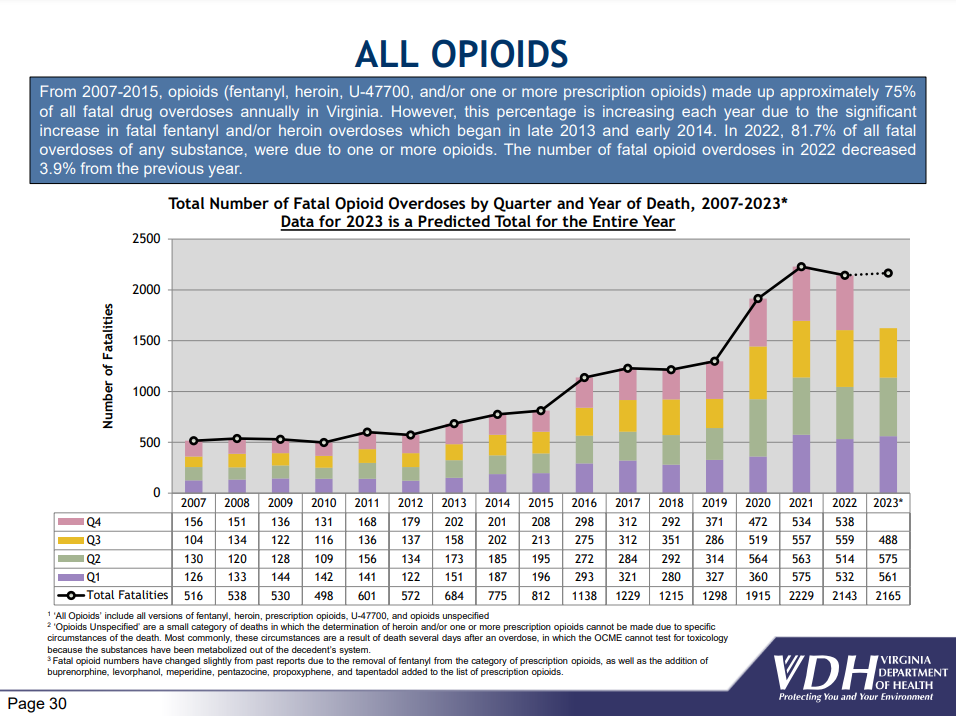 ALL OPIOIDS
From 2007-2015, opioids (fentanyl, heroin, U-47700, and/or one or more prescription opioids) made up approximately 75%
of all fatal drug overdoses annually in Virginia. However, this percentage is increasing each year due to the significant
increase in fatal fentanyl and/or heroin overdoses which began in late 2013 and early 2014. In 2022, 81.7% of all fatal
overdoses of any substance, were due to one or more opioids. The number of fatal opioid overdoses in 2022 decreased
3.9% from the previous year.
Total Number of Fatal Opioid Overdoses by Quarter and Year of Death, 2007-2023*
Data for 2023 is a Predicted Total for the Entire Year
Number of Fatalities
2500
2000
1500
1000
500
0
2007 2008 2009 2010 2011 2012 2013 2014 2015 2016 2017 2018 2019 2020 2021 2022 2023*
Q4 156 151 136 131 168 179 202 201 208 298 312 292 371 472 534 538
Q3 104 134 122 116 136 137 158 202 213 275 312 351 286 519 557 559 488
Q2 130 120 128 109 156 134 173 185 195 272 284 292 314 564 563 514 575
Q1 126 133 144 142 141 122 151 187 196 293 321 280 327 360 575 532 561
Total Fatalities 516 538 530 498 601 572 684 775 812 1138 1229 1215 1298 1915 2229 2143 2165
1 ‘All Opioids’ include all versions of fentanyl, heroin, prescription opioids, U-47700, and opioids unspecified
2 ‘Opioids Unspecified’ are a small category of deaths in which the determination of heroin and/or one or more prescription opioids cannot be made due to specific
circumstances of the death. Most commonly, these circumstances are a result of death several days after an overdose, in which the OCME cannot test for toxicology
because the substances have been metabolized out of the decedent’s system.
3 Fatal opioid numbers have changed slightly from past reports due to the removal of fentanyl from the category of prescription opioids, as well as the addition of
buprenorphine, levorphanol, meperidine, pentazocine, propoxyphene, and tapentadol added to the list of prescription opioids.
VDH VIRGINIA
DEPARTMENT
OF HEALTH
Protecting You and Your Environment
Page 30